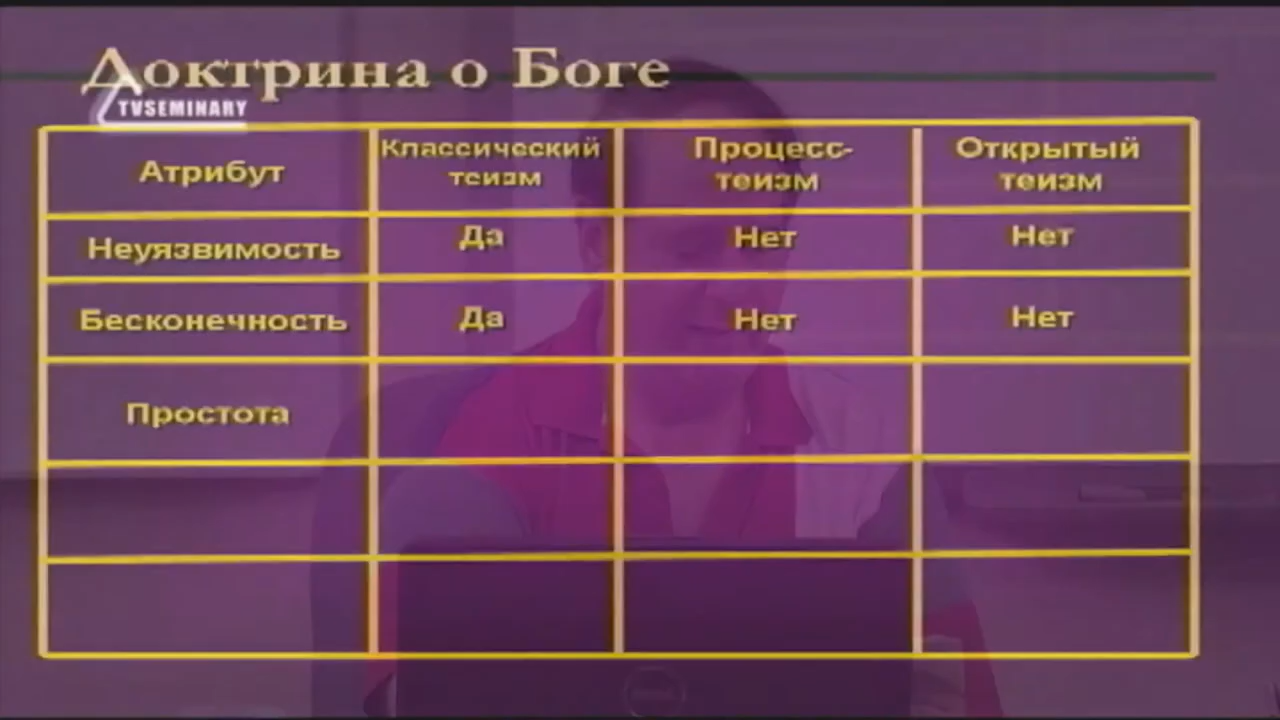 Доктрина о Боге
TVSEMINARY
Атрибут
Классический
теизм
Процесс-
теизм
Открытый
теизм
Неуязвимость
Да
Нет
Нет
Бесконечность
Да
Нет
Нет
Простота